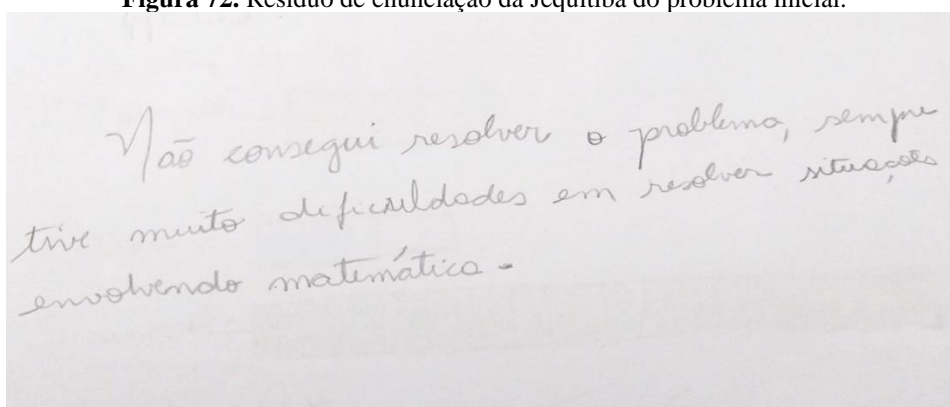 Figura 72. Resíduo de enunciação da Jequitibá do problema inicial.
Não consegui resolver o problema, sempre
tive muito dificuldades em resolver situações
envolvendo matemática.